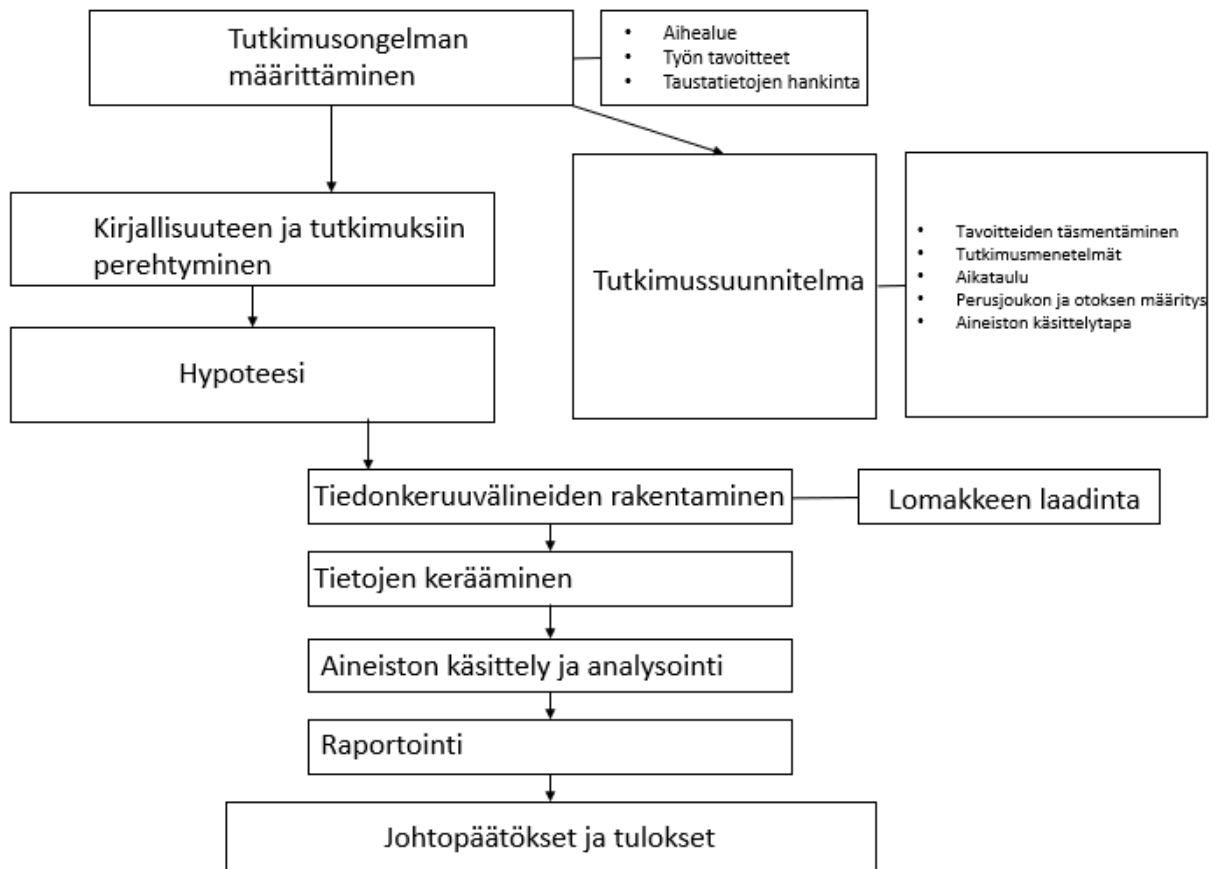 Tutkimusongelman
määrittäminen
• Aihealue
• Työn tavoitteet
• Taustatietojen hankinta
Kirjallisuuteen ja tutkimuksiin
perehtyminen
Tutkimussuunnitelma
• Tavoitteiden täsmentäminen
• Tutkimusmenetelmät
• Aikataulu
• Perusjoukon ja otoksen määritys
• Aineiston käsittelytapa
Hypoteesi
Tiedonkeruuvälineiden rakentaminen
Lomakkeen laadinta
Tietojen kerääminen
Aineiston käsittely ja analysointi
Raportointi
Johtopäätökset ja tulokset